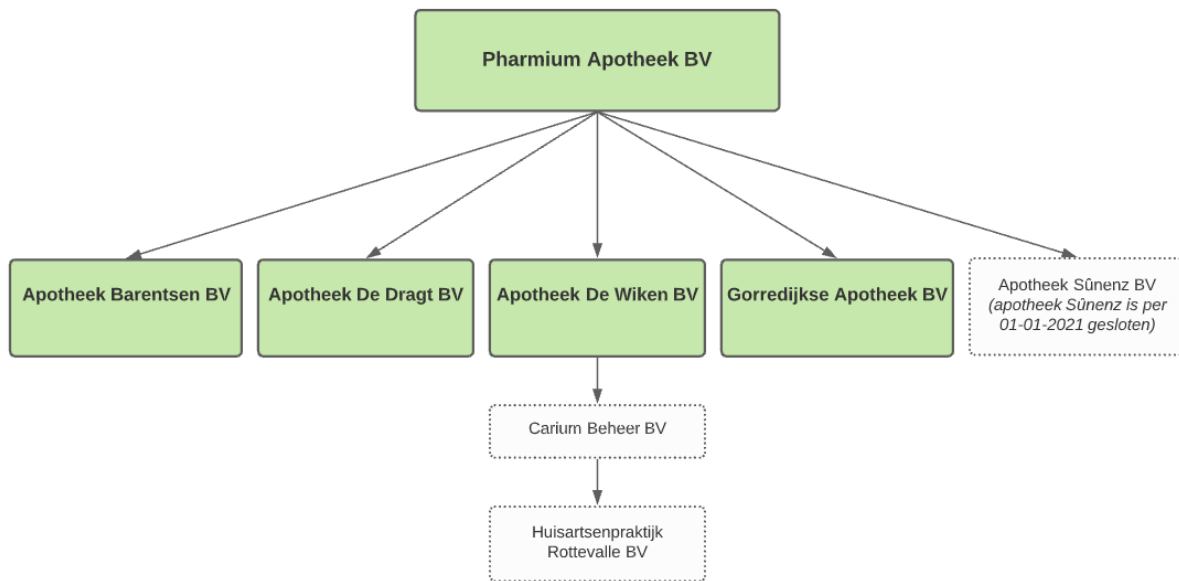 Pharmium Apotheek BV
Apotheek Barentsen BV
Apotheek De Dragt BV
Apotheek De Wiken BV
Gorredijkse Apotheek BV
Apotheek Sûnenz BV
(apotheek Sûnenz is per
01-01-2021 gesloten)
Carium Beheer BV
Huisartsenpraktijk
Rottevalle BV